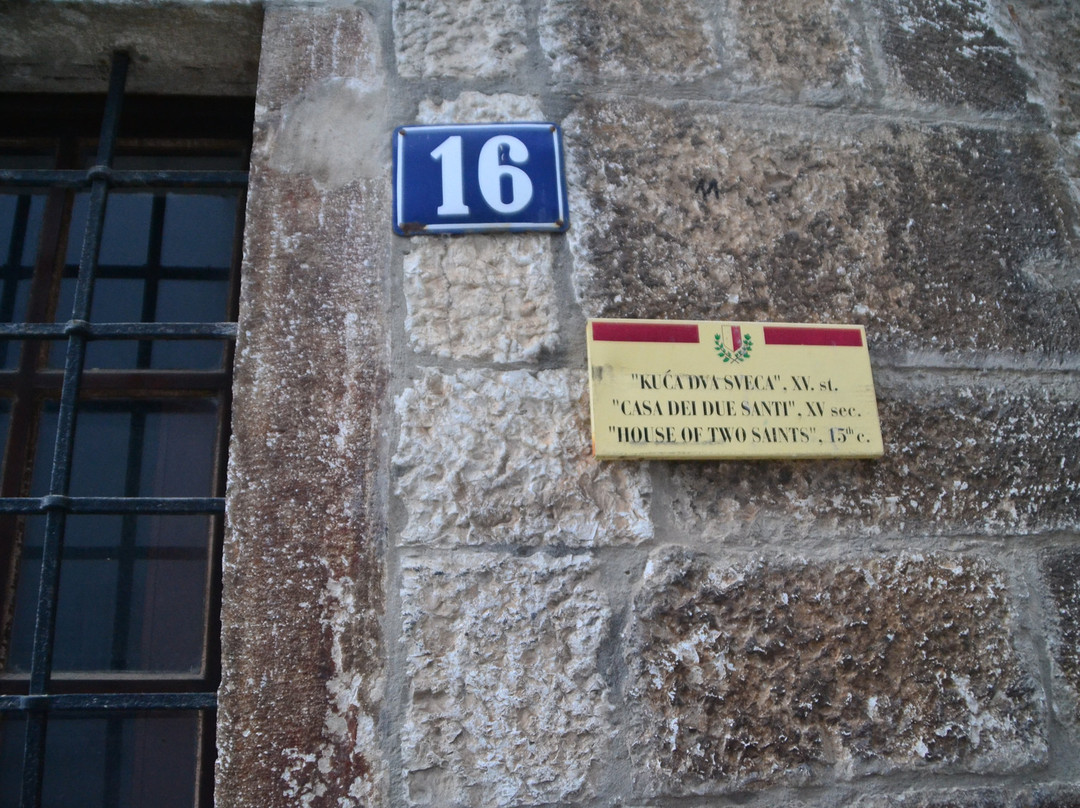 16
"KUĆA DVA SVECA", XV. st.
"CASA DEI DUE SANTI", XV sec.
"HOUSE OF TWO SAINTS", 15th c.